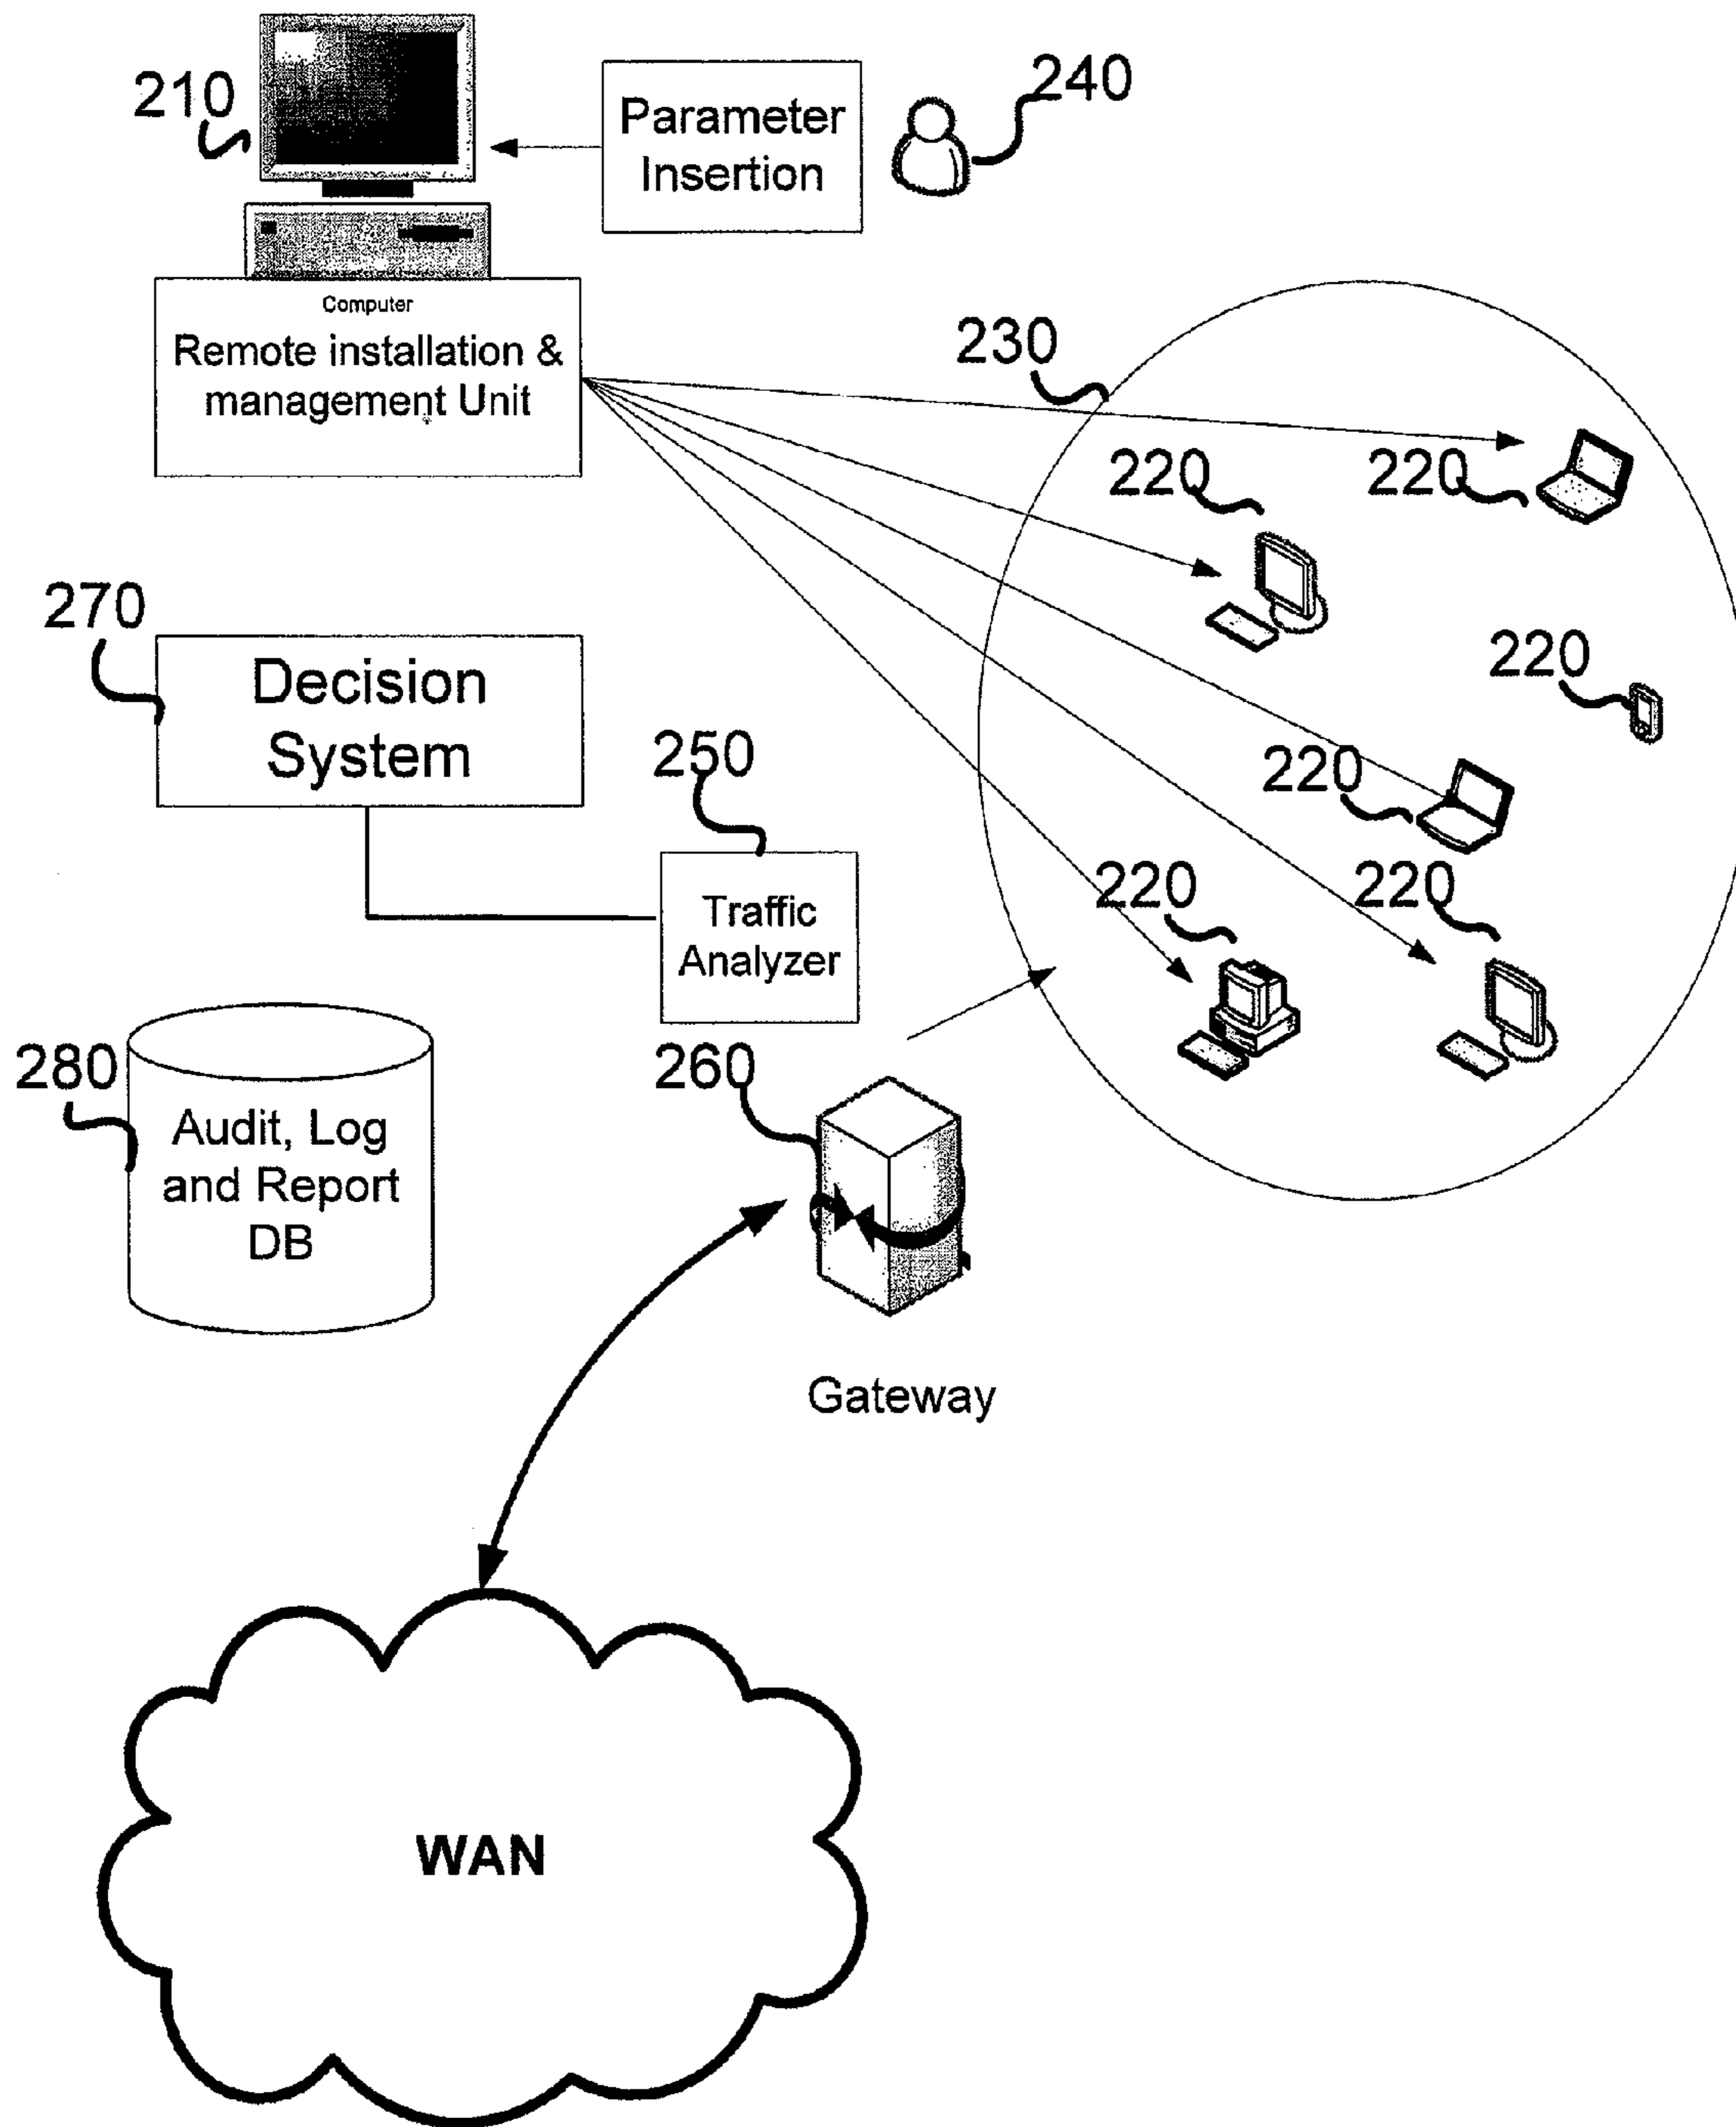 210
Parameter
Insertion
240
Computer
Remote installation &
management Unit
230
220
220
270
Decision
System
250
220
220
Traffic
Analyzer
220
220
280
Audit, Log
and Report
DB
260
Gateway
WAN